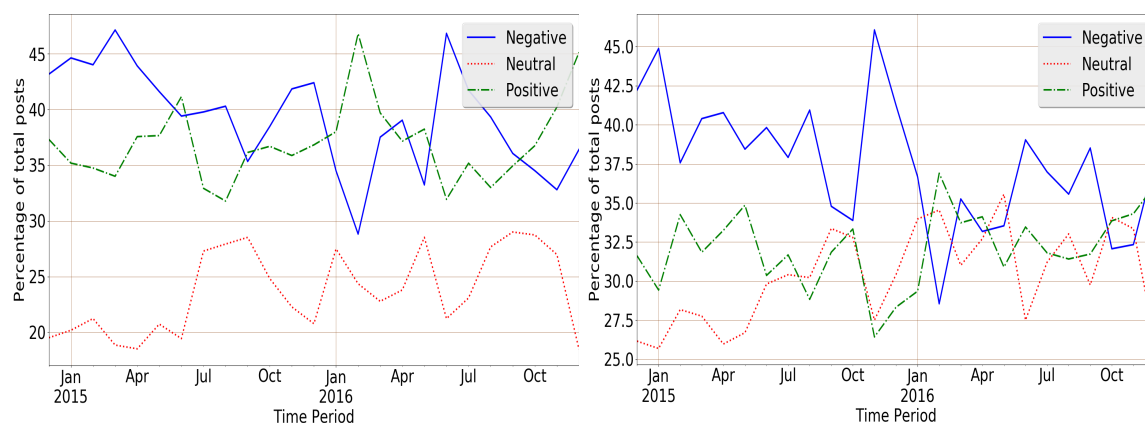 Percentage of total posts
45
40
35
30
25
20
Negative
Neutral
Positive
Jan Apr Jul Oct Jan Apr Jul Oct
2015 2016
Time Period
Percentage of total posts
45.0
42.5
40.0
37.5
35.0
32.5
30.0
27.5
25.0
Negative
Neutral
Positive
Jan Apr Jul Oct Jan Apr Jul Oct
2015 2016
Time Period